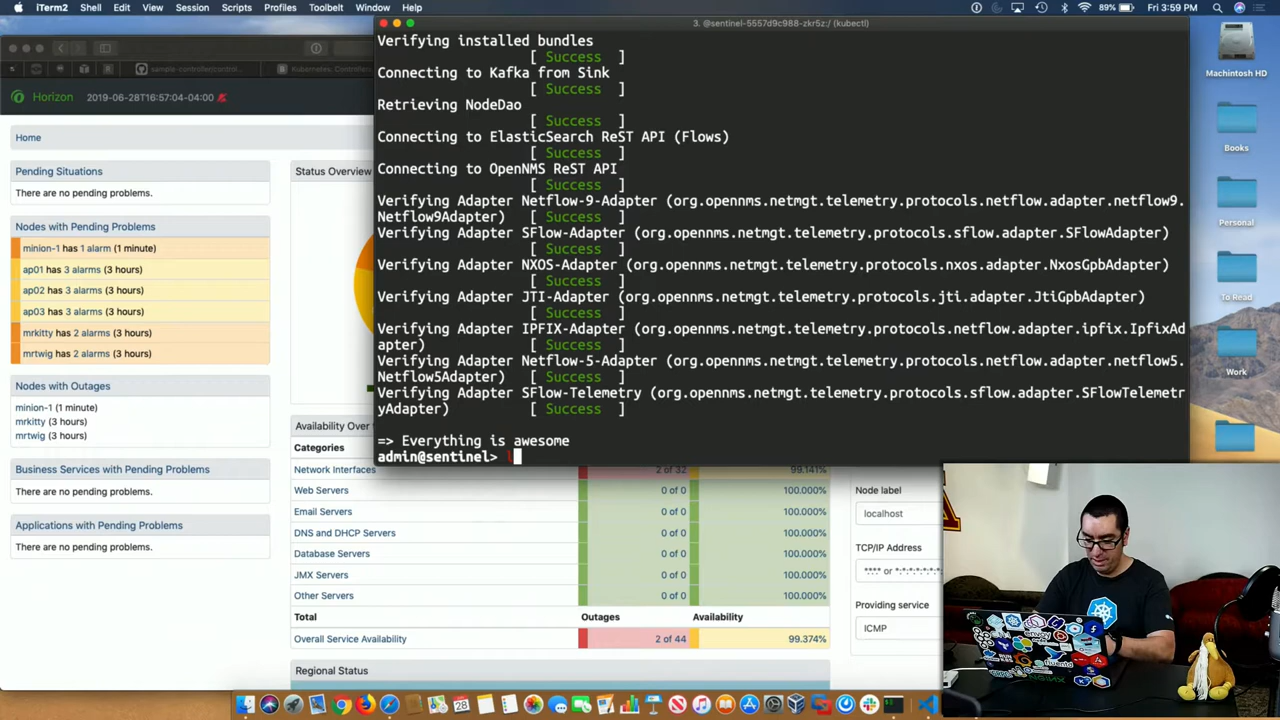 iTerm2 Shell Edit View Session Scripts Profiles Toolbelt Window Help
89% Fri 3:59 PM
3. @sentinel-5557d9c988-zkr5z:/ (kubectl)
Verifying installed bundles
[ Success ]
Connecting to Kafka from Sink
[ Success ]
Retrieving NodeDao
[ Success ]
Connecting to ElasticSearch ReST API (Flows)
[ Success ]
Connecting to OpenNMS ReST API
[ Success ]
Verifying Adapter Netflow-9-Adapter (org.opennms.netmgt.telemetry.protocols.netflow.adapter.netflow9.
Netflow9Adapter) [ Success ]
Verifying Adapter SFlow-Adapter (org.opennms.netmgt.telemetry.protocols.sflow.adapter.SFlowAdapter)
[ Success ]
Verifying Adapter NXOS-Adapter (org.opennms.netmgt.telemetry.protocols.nxos.adapter.NxosGpbAdapter)
[ Success ]
Verifying Adapter JTI-Adapter (org.opennms.netmgt.telemetry.protocols.jti.adapter.JtiGpbAdapter)
[ Success ]
Verifying Adapter IPFIX-Adapter (org.opennms.netmgt.telemetry.protocols.netflow.adapter.ipfix.IpfixAd
apter) [ Success ]
Verifying Adapter Netflow-5-Adapter (org.opennms.netmgt.telemetry.protocols.netflow.adapter.netflow5.
Netflow5Adapter) [ Success ]
Verifying Adapter SFlow-Telemetry (org.opennms.netmgt.telemetry.protocols.sflow.adapter.SFlowTelemetr
yAdapter) [ Success ]
=> Everything is awesome
admin@sentinel>
sample-controller/control
Kubernetes: Controllers
Horizon 2019-06-28T16:57:04-04:00
Home
Pending Situations
There are no pending problems.
Nodes with Pending Problems
minion-1 has 1 alarm (1 minute)
ap01 has 3 alarms (3 hours)
ap02 has 3 alarms (3 hours)
ap03 has 3 alarms (3 hours)
mrkitty has 2 alarms (3 hours)
mrtwig has 2 alarms (3 hours)
Nodes with Outages
minion-1 (1 minute)
mrkitty (3 hours)
mrtwig (3 hours)
Business Services with Pending Problems
There are no pending problems.
Applications with Pending Problems
There are no pending problems.
Status Overview
Availability Over
Categories
Network Interfaces 2 of 32 99.141%
Web Servers 0 of 0 100.000%
Email Servers 0 of 0 100.000%
DNS and DHCP Servers 0 of 0 100.000%
Database Servers 0 of 0 100.000%
JMX Servers 0 of 0 100.000%
Other Servers 0 of 0 100.000%
Total Outages Availability
Overall Service Availability 2 of 44 99.374%
Regional Status
Node label
localhost
TCP/IP Address
**** or *:*:*:*:*:*
Providing service
ICMP
Macintosh HD
Books
Personal
To Read
Work
28